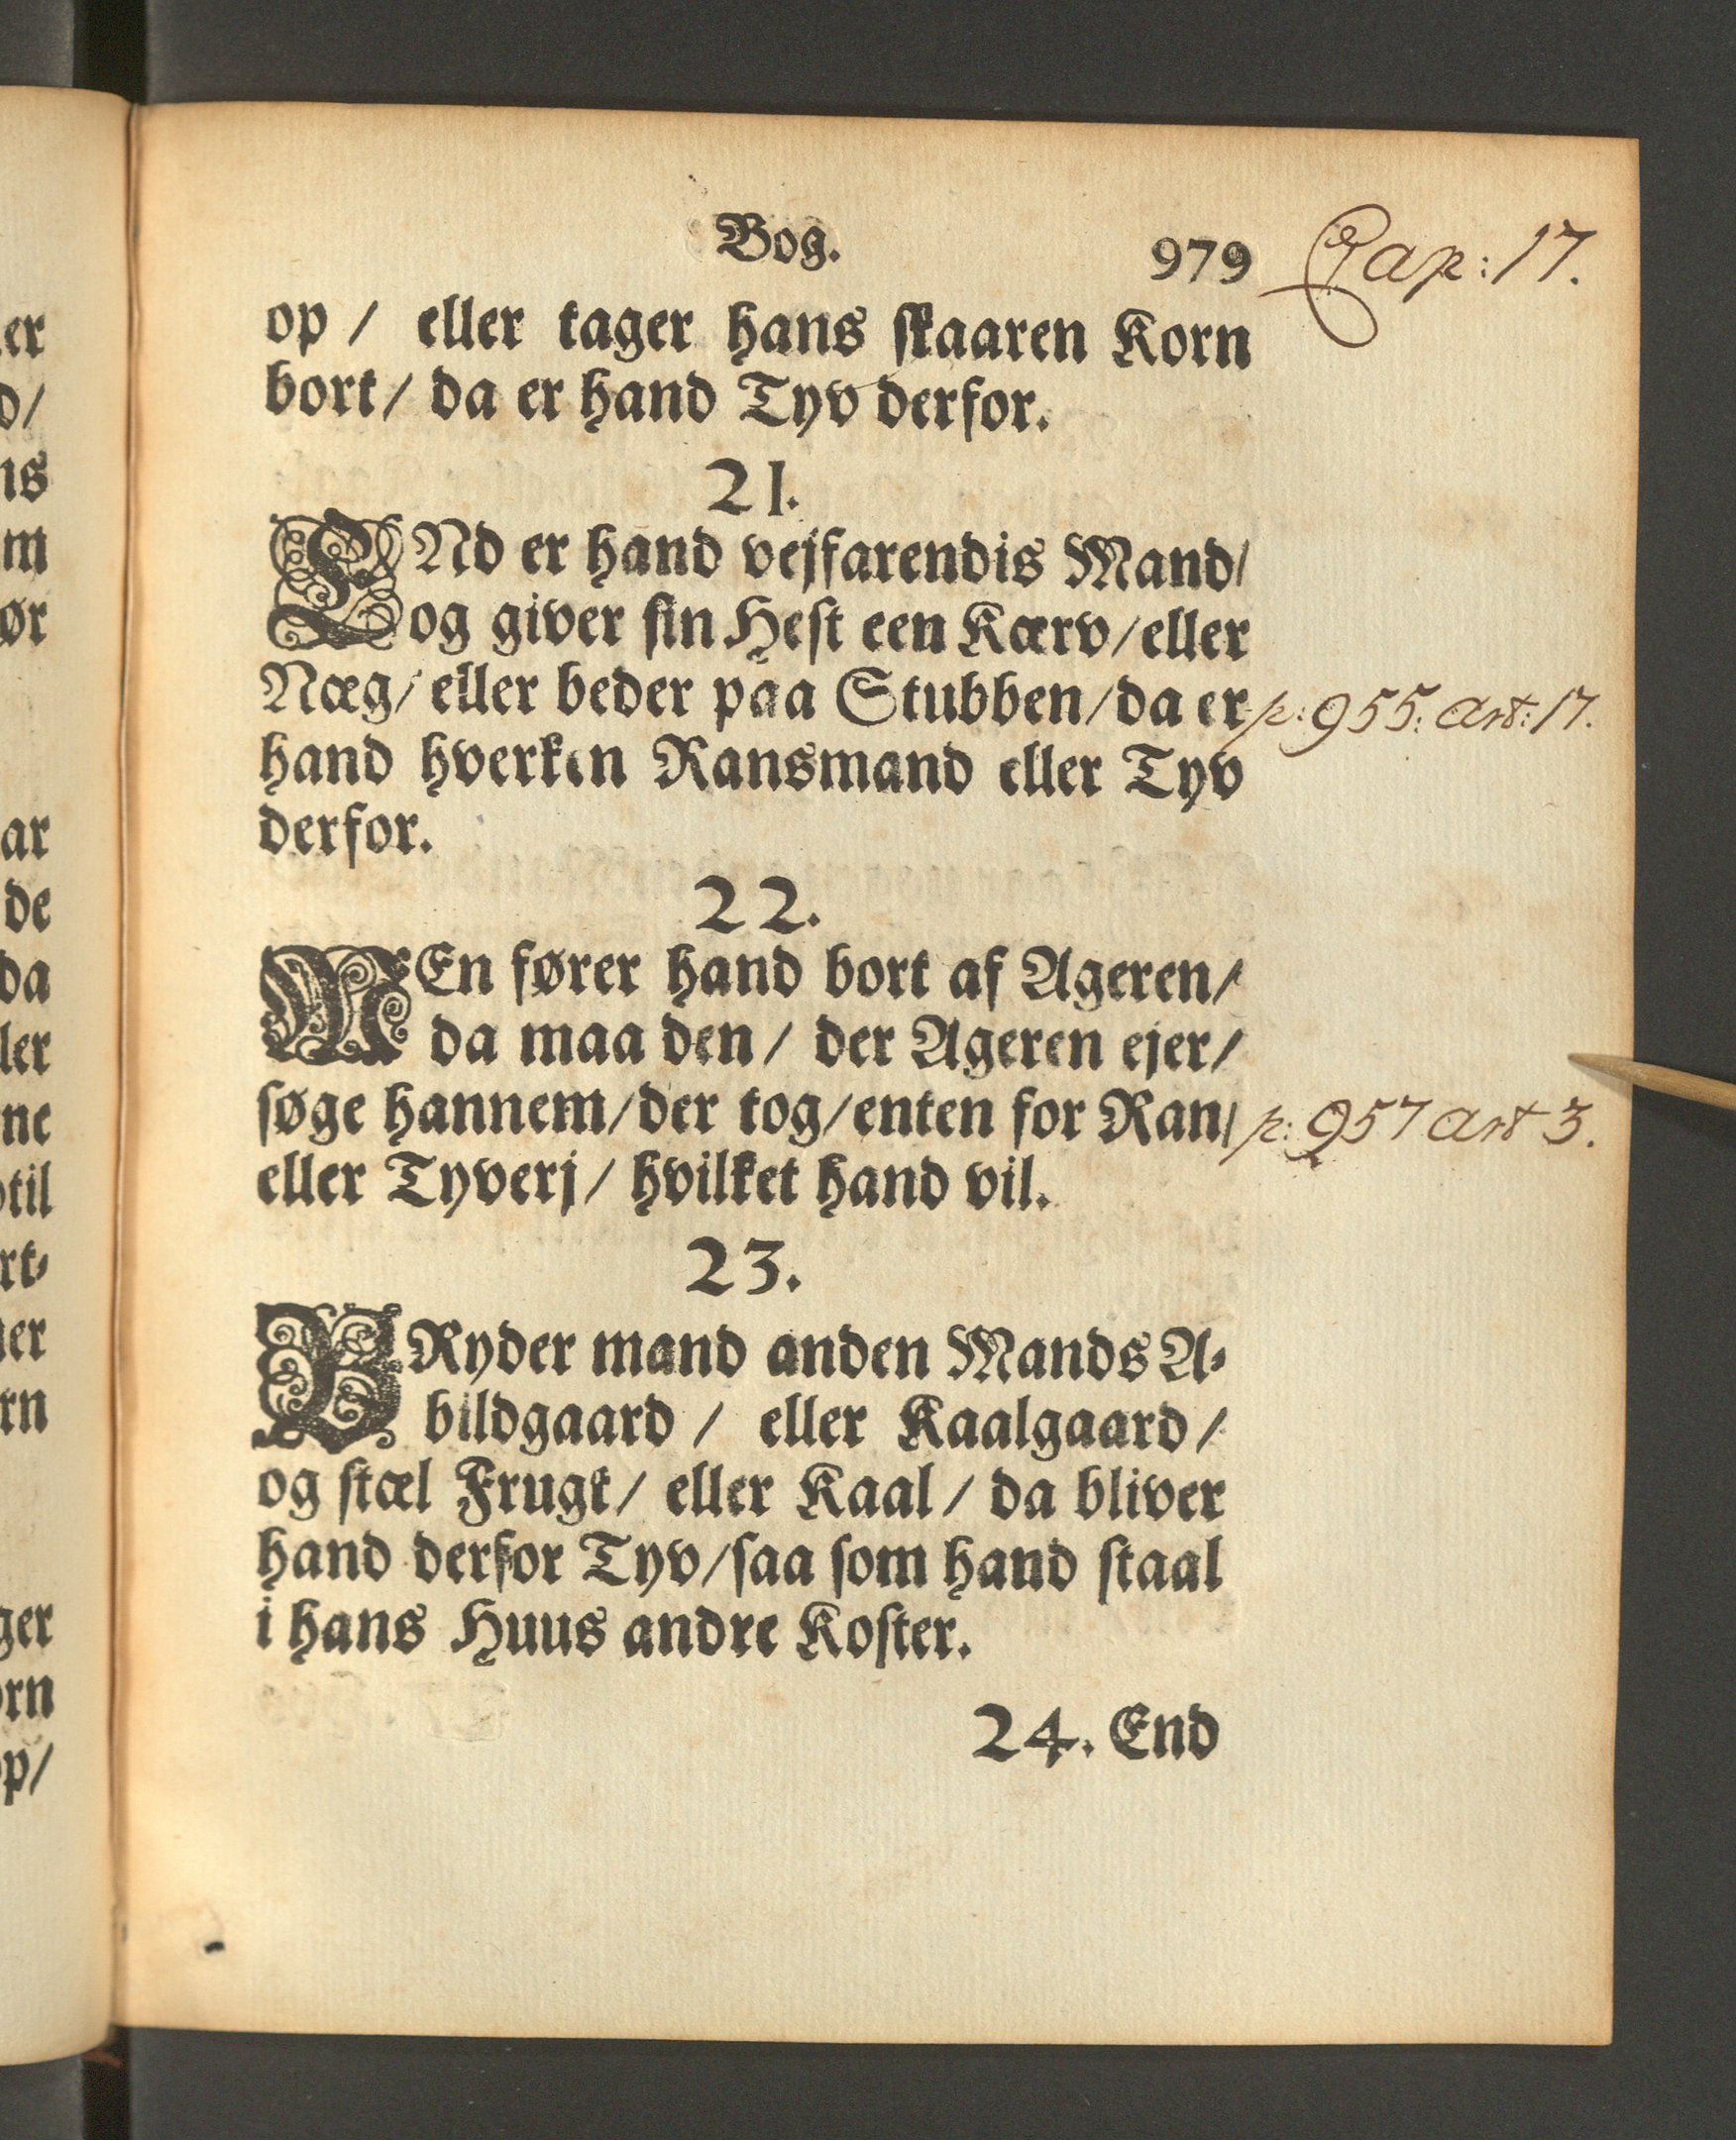 Bog. 979 Cap: 17.
op / eller tager hans skaaren Korn
bort / da er hand Tyv derfor.
21.
ENd er hand vejfarendis Mand /
og giver sin Hest een Kærv / eller
Næg / eller beder paa Stubben / da er p: 955: Art: 17.
hand hverken Ransmand eller Tyv
derfor.
22.
MEn fører hand bort af Ageren /
da maa den / der Ageren ejer /
søge hannem / der tog / enten for Ran / p: 957 Art 3.
eller Tyverj / hvilket hand vil.
23.
BRyder mand anden Mands A-
bildgaard / eller Kaalgaard /
og stæl Frugt / eller Kaal / da bliver
hand derfor Tyv / saa som hand staal
i hans Huus andre Koster.
24. End